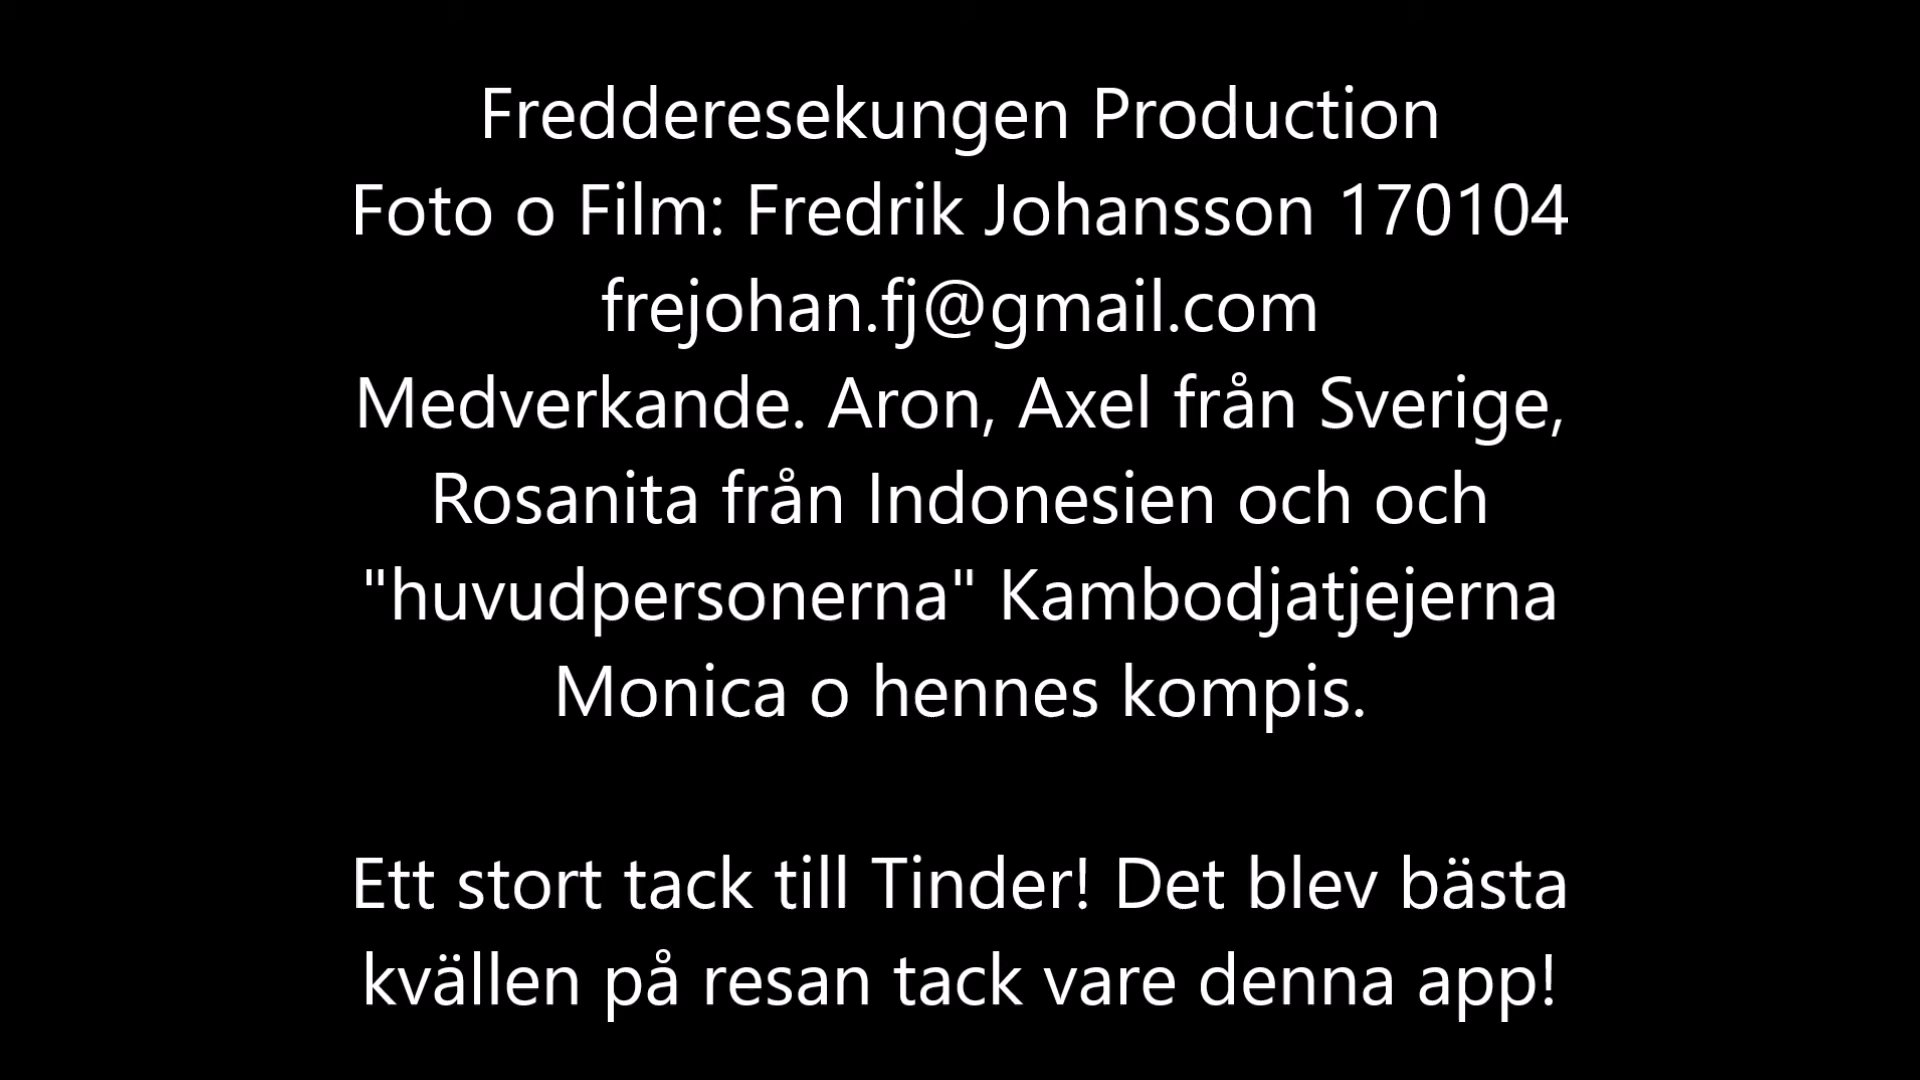 Fredderesekungen Production
Foto o Film: Fredrik Johansson 170104
frejohan.fj@gmail.com
Medverkande. Aron, Axel från Sverige,
Rosanita från Indonesien och och
"huvudpersonerna" Kambodjatjejerna
Monica o hennes kompis.
Ett stort tack till Tinder! Det blev bästa
kvällen på resan tack vare denna app!